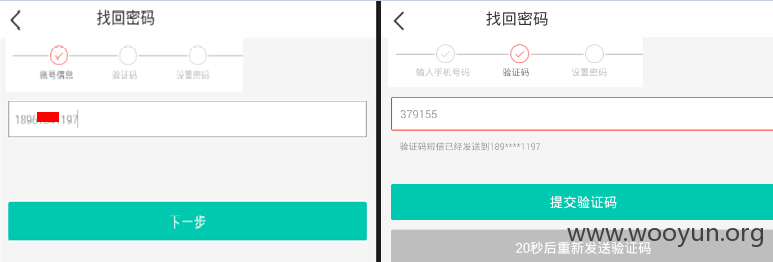 找回密码
账号信息 验证码 设置密码
下一步
找回密码
输入手机号码 验证码 设置密码
379155
验证码短信已经发送到189****1197
提交验证码
20秒后重新发送验证码
www.wooyun.org